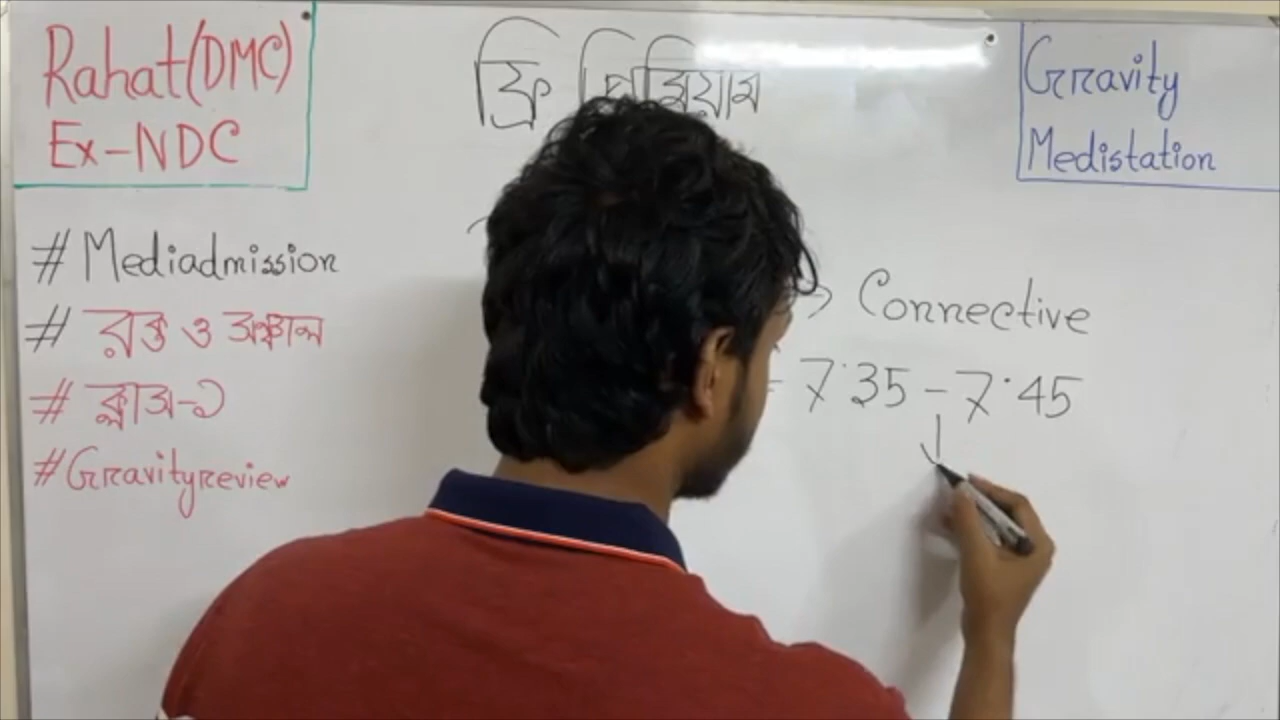 Rahat(DMC)
Ex-NDC
ফ্রি প্রিমিয়াম
Gravity
Medistation
# Mediadmission
# রক্ত ও সঞ্চালন
# ক্লাস-১
# Gravityreview
→ Connective
- 7.35 - 7.45